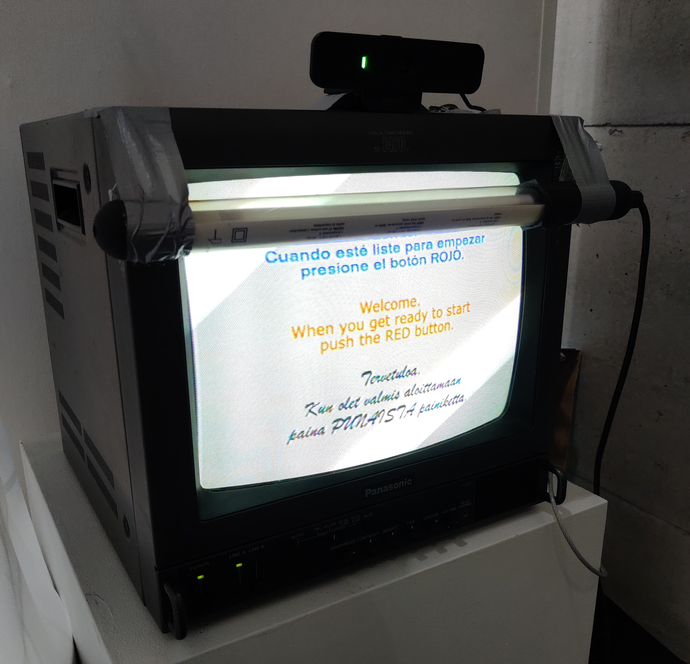 Cuando esté liste para empezar
presione el botón ROJO.
Welcome.
When you get ready to start
push the RED button.
Tervetuloa.
Kun olet valmis aloittamaan
paina PUNAISTA painiketta.
Panasonic